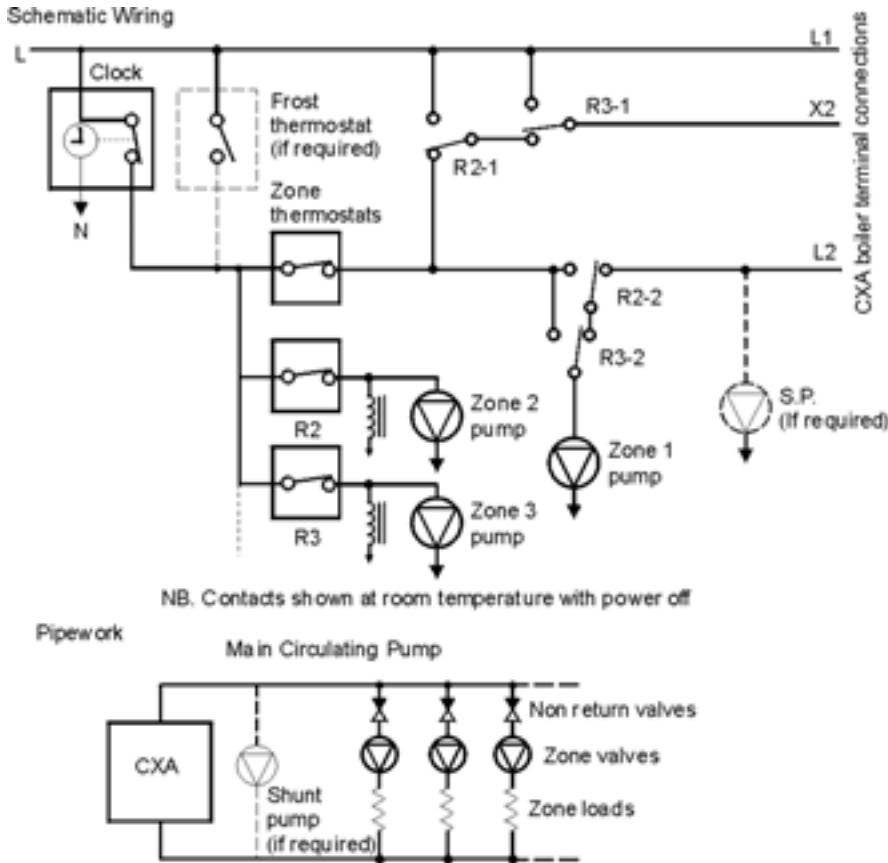 Schematic Wiring
L
L1
Clock
Frost
thermostat
(if required)
R3-1
X2
R2-1
N
Zone
thermostats
L2
R2-2
R3-2
CXA boiler terminal connections
R2
Zone 2
pump
S.P.
(If required)
Zone 1
pump
R3
Zone 3
pump
NB. Contacts shown at room temperature with power off
Pipework
Main Circulating Pump
Non return valves
CXA
Zone valves
Shunt
pump
(if required)
Zone loads